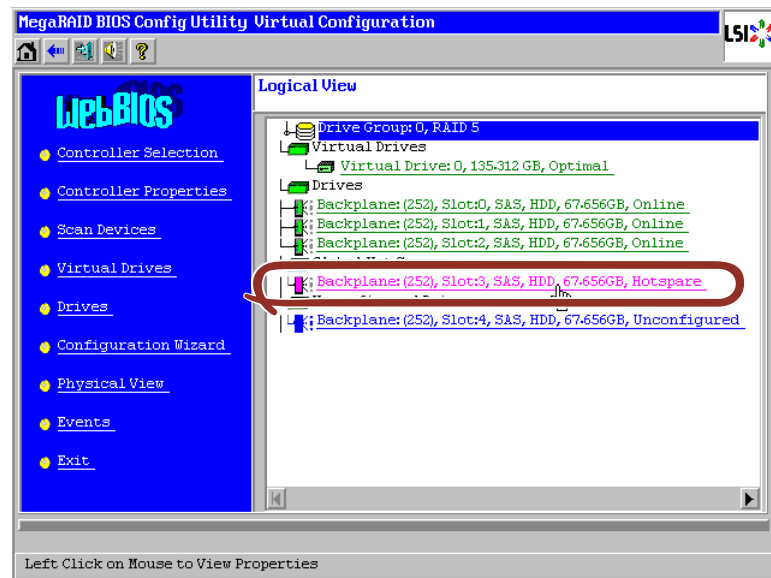 MegaRAID BIOS Config Utility Virtual Configuration
LSI
WebBIOS
Controller Selection
Controller Properties
Scan Devices
Virtual Drives
Drives
Configuration Wizard
Physical View
Events
Exit
Logical View
Drive Group: 0, RAID 5
Virtual Drives
Virtual Drive: 0, 135.312 GB, Optimal
Drives
Backplane: (252), Slot:0, SAS, HDD, 67.656GB, Online
Backplane: (252), Slot:1, SAS, HDD, 67.656GB, Online
Backplane: (252), Slot:2, SAS, HDD, 67.656GB, Online
Backplane: (252), Slot:3, SAS, HDD, 67.656GB, Hotspare
Backplane: (252), Slot:4, SAS, HDD, 67.656GB, Unconfigured
Left Click on Mouse to View Properties